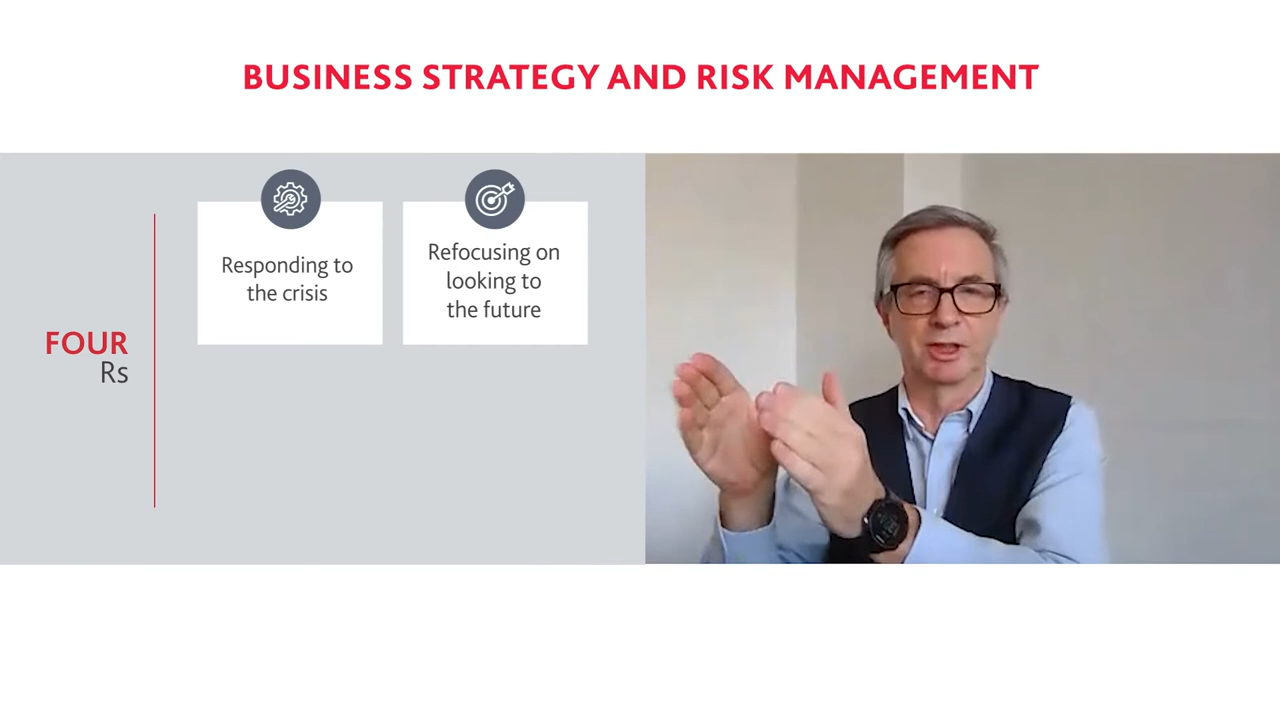 BUSINESS STRATEGY AND RISK MANAGEMENT
FOUR
Rs
Responding to
the crisis
Refocusing on
looking to
the future